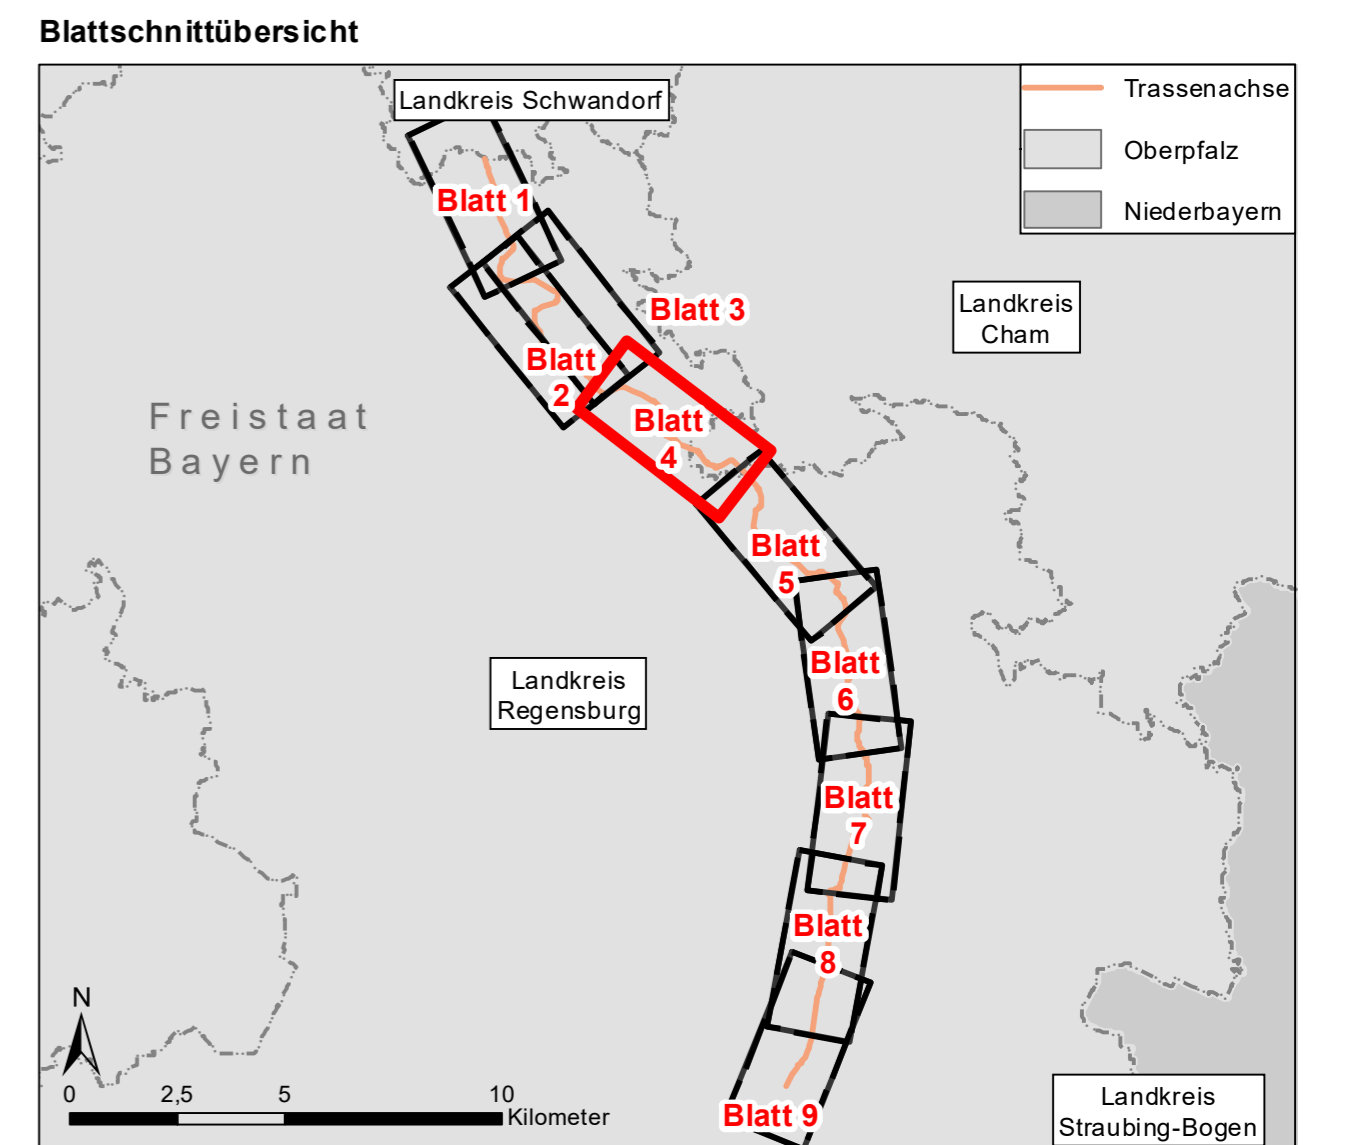 Blattschnittübersicht
Landkreis Schwandorf
Trassenachse
Oberpfalz
Niederbayern
Blatt 1
Landkreis
Cham
Blatt 3
Blatt
2
Freistaat
Bayern
Blatt
4
Blatt
5
Landkreis
Regensburg
Blatt
6
Blatt
7
Blatt
8
N
0 2,5 5 10
Kilometer
Blatt 9
Landkreis
Straubing-Bogen